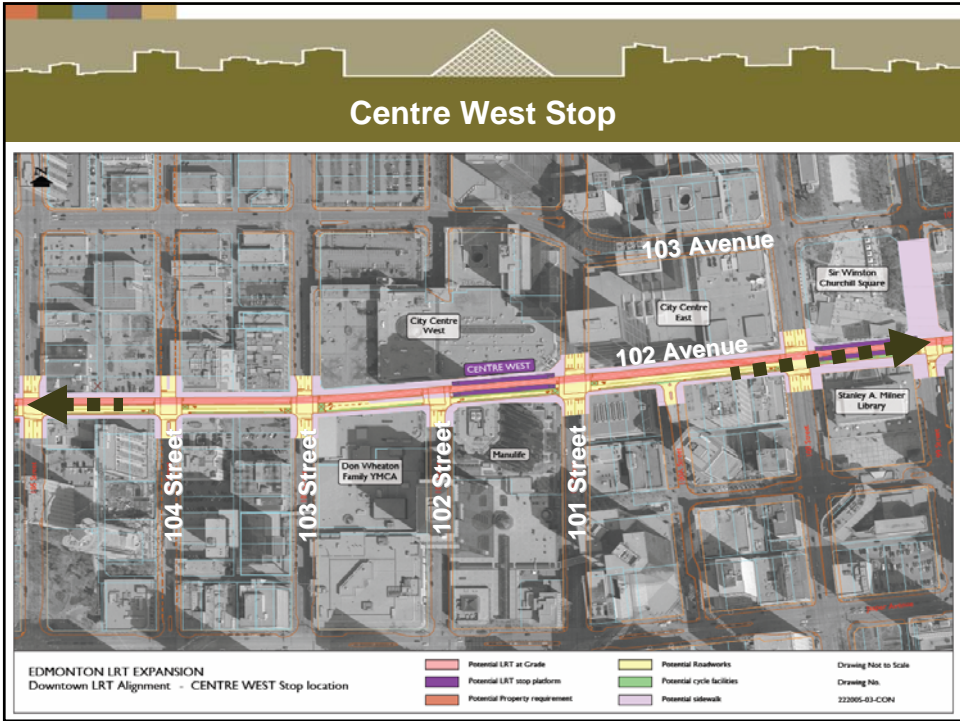 Centre West Stop
103 Avenue
Sir Winston
Churchill Square
City Centre
West
City Centre
East
102 Avenue
CENTRE WEST
Stanley A. Milner
Library
Don Wheaton
Family YMCA
Manulife
104 Street
103 Street
102 Street
101 Street
EDMONTON LRT EXPANSION
Downtown LRT Alignment - CENTRE WEST Stop location
Potential LRT at Grade
Potential LRT stop platform
Potential Property requirement
Potential Roadworks
Potential cycle facilities
Potential sidewalk
Drawing Not to Scale
Drawing No.
222005-03-CON